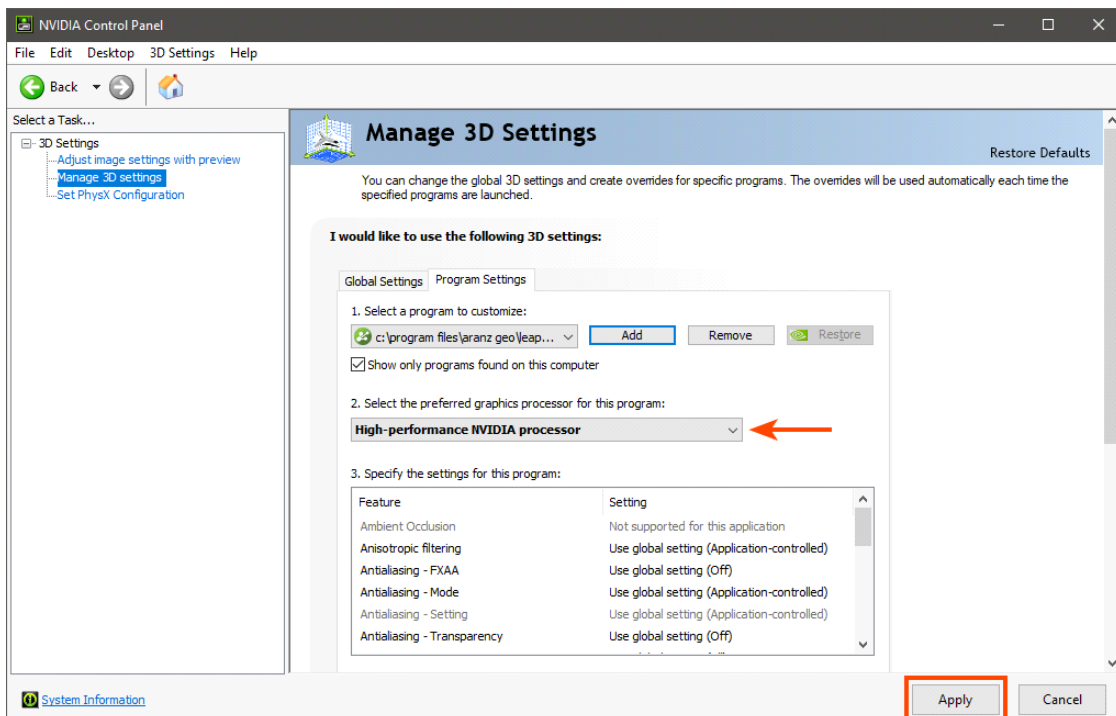 NVIDIA Control Panel
File Edit Desktop 3D Settings Help
Back
Select a Task...
3D Settings
Adjust image settings with preview
Manage 3D settings
Set PhysX Configuration
Manage 3D Settings
Restore Defaults
You can change the global 3D settings and create overrides for specific programs. The overrides will be used automatically each time the
specified programs are launched.
I would like to use the following 3D settings:
Global Settings Program Settings
1. Select a program to customize:
c:\program files\aranz geo\leap... Add Remove Restore
Show only programs found on this computer
2. Select the preferred graphics processor for this program:
High-performance NVIDIA processor
3. Specify the settings for this program:
Feature Setting
Ambient Occlusion Not supported for this application
Anisotropic filtering Use global setting (Application-controlled)
Antialiasing - FXAA Use global setting (Off)
Antialiasing - Mode Use global setting (Application-controlled)
Antialiasing - Setting Use global setting (Application-controlled)
Antialiasing - Transparency Use global setting (Off)
System Information Apply Cancel